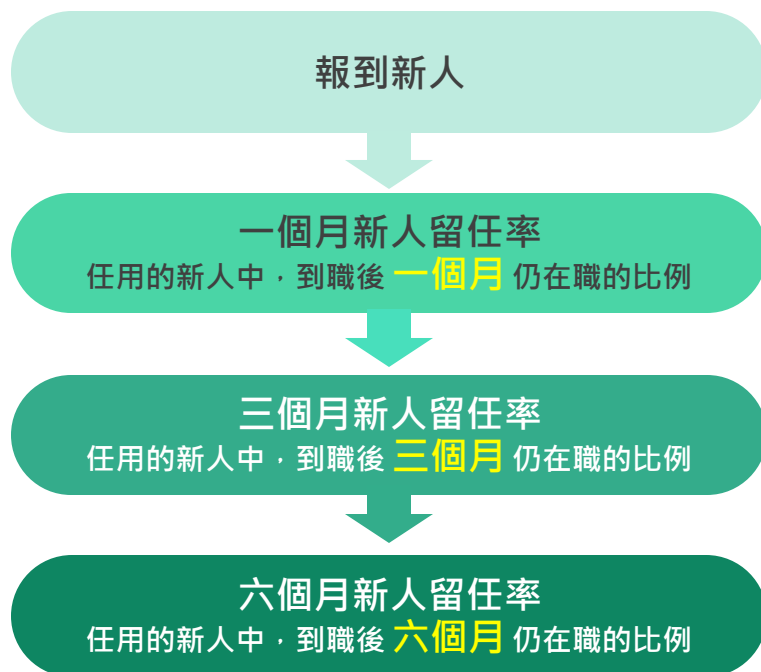 報到新人
一個月新人留任率
任用的新人中，到職後 一個月 仍在職的比例
三個月新人留任率
任用的新人中，到職後 三個月 仍在職的比例
六個月新人留任率
任用的新人中，到職後 六個月 仍在職的比例